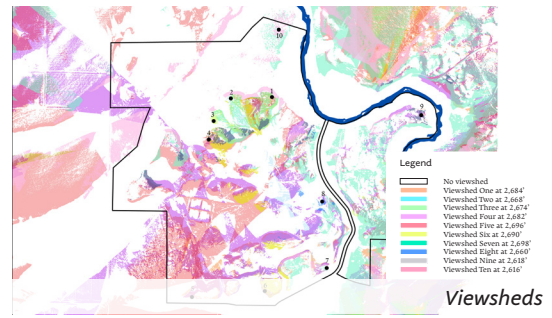 10
2
1
3
9
4
8
7
Legend
No viewshed
Viewshed One at 2,684'
Viewshed Two at 2,668'
Viewshed Three at 2,674'
Viewshed Four at 2,682'
Viewshed Five at 2,696'
Viewshed Six at 2,690'
Viewshed Seven at 2,698'
Viewshed Eight at 2,660'
Viewshed Nine at 2,618'
Viewshed Ten at 2,616'
Viewsheds